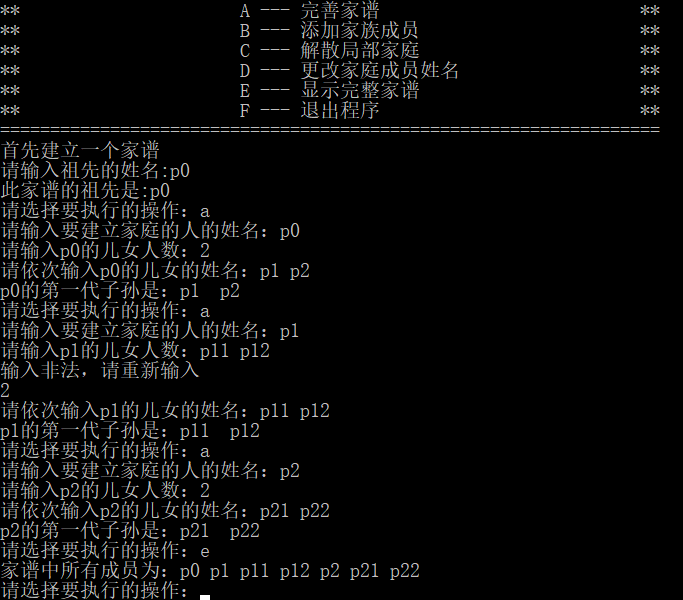 ** A --- 完善家谱 **
** B --- 添加家族成员 **
** C --- 解散局部家庭 **
** D --- 更改家庭成员姓名 **
** E --- 显示完整家谱 **
** F --- 退出程序 **
==================================================================
首先建立一个家谱
请输入祖先的姓名:p0
此家谱的祖先是:p0
请选择要执行的操作：a
请输入要建立家庭的人的姓名：p0
请输入p0的儿女人数：2
请依次输入p0的儿女的姓名：p1 p2
p0的第一代子孙是：p1  p2
请选择要执行的操作：a
请输入要建立家庭的人的姓名：p1
请输入p1的儿女人数：p11 p12
输入非法，请重新输入
2
请依次输入p1的儿女的姓名：p11 p12
p1的第一代子孙是：p11  p12
请选择要执行的操作：a
请输入要建立家庭的人的姓名：p2
请输入p2的儿女人数：2
请依次输入p2的儿女的姓名：p21 p22
p2的第一代子孙是：p21  p22
请选择要执行的操作：e
家谱中所有成员为：p0 p1 p11 p12 p2 p21 p22
请选择要执行的操作：